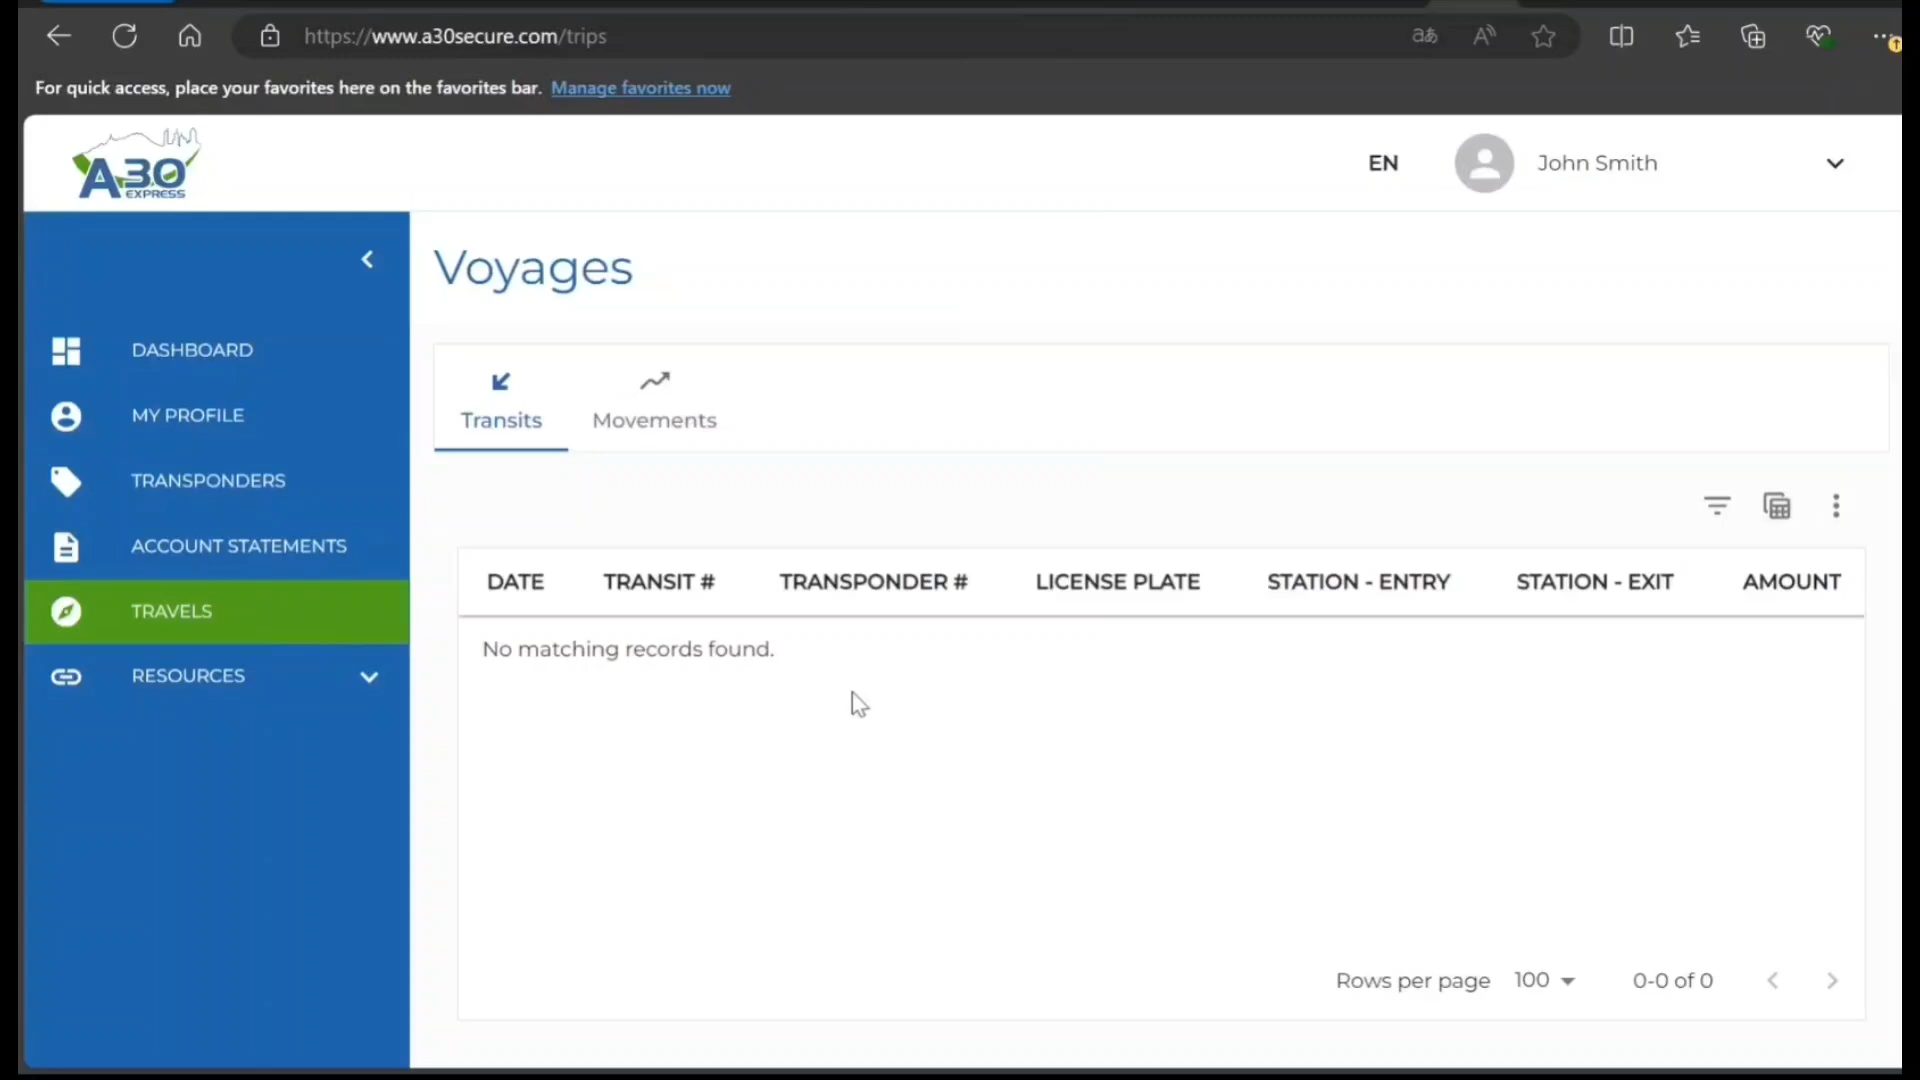 https://www.a30secure.com/trips
For quick access, place your favorites here on the favorites bar. Manage favorites now
A30
EXPRESS
EN
John Smith
Voyages
DASHBOARD
MY PROFILE
TRANSPONDERS
ACCOUNT STATEMENTS
TRAVELS
RESOURCES
Transits
Movements
DATE TRANSIT # TRANSPONDER # LICENSE PLATE STATION - ENTRY STATION - EXIT AMOUNT
No matching records found.
Rows per page 100 0-0 of 0